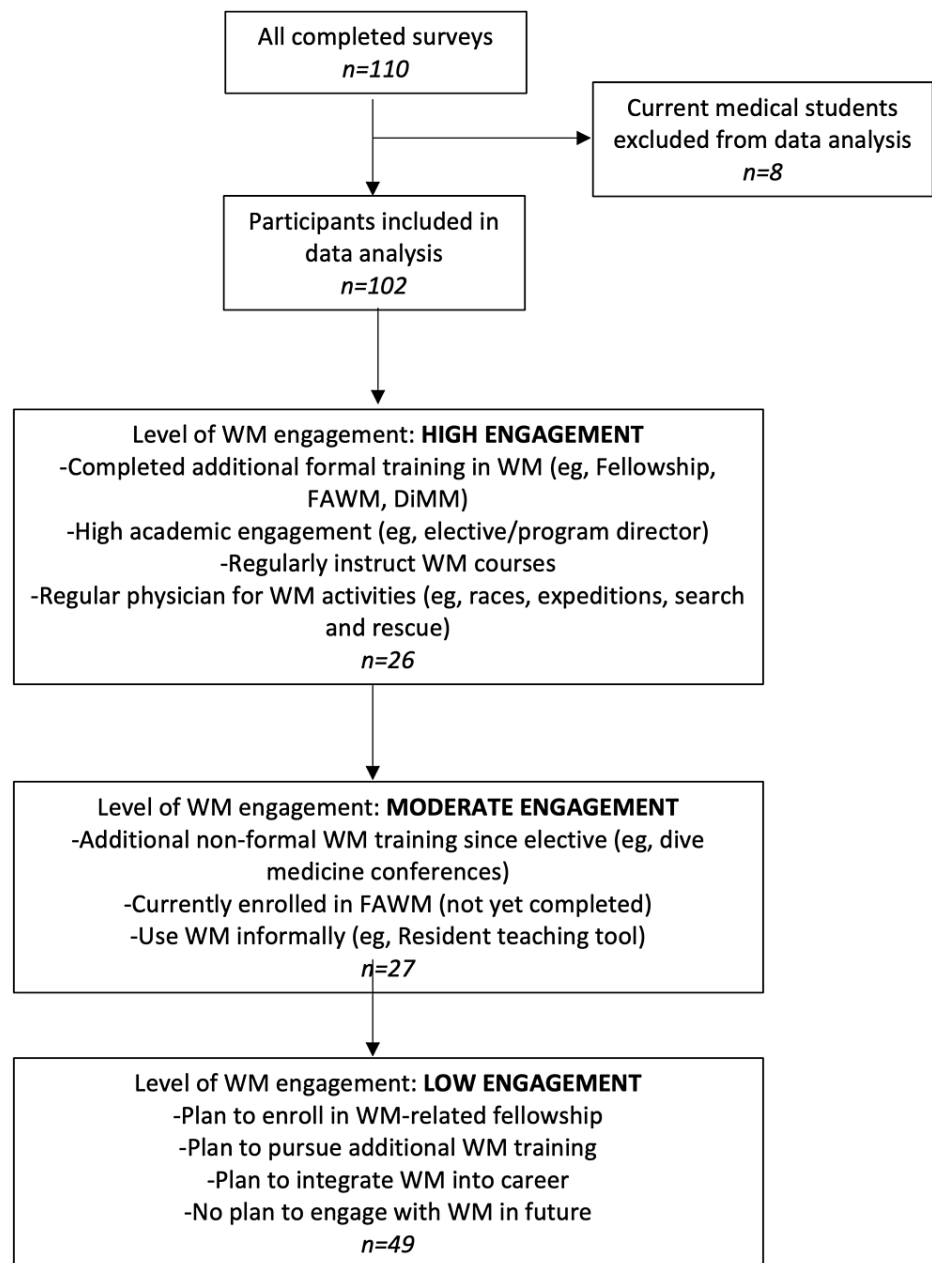 All completed surveys
n=110
Current medical students
excluded from data analysis
n=8
Participants included in
data analysis
n=102
Level of WM engagement: HIGH ENGAGEMENT
-Completed additional formal training in WM (eg, Fellowship,
FAWM, DiMM)
-High academic engagement (eg, elective/program director)
-Regularly instruct WM courses
-Regular physician for WM activities (eg, races, expeditions, search
and rescue)
n=26
Level of WM engagement: MODERATE ENGAGEMENT
-Additional non-formal WM training since elective (eg, dive
medicine conferences)
-Currently enrolled in FAWM (not yet completed)
-Use WM informally (eg, Resident teaching tool)
n=27
Level of WM engagement: LOW ENGAGEMENT
-Plan to enroll in WM-related fellowship
-Plan to pursue additional WM training
-Plan to integrate WM into career
-No plan to engage with WM in future
n=49